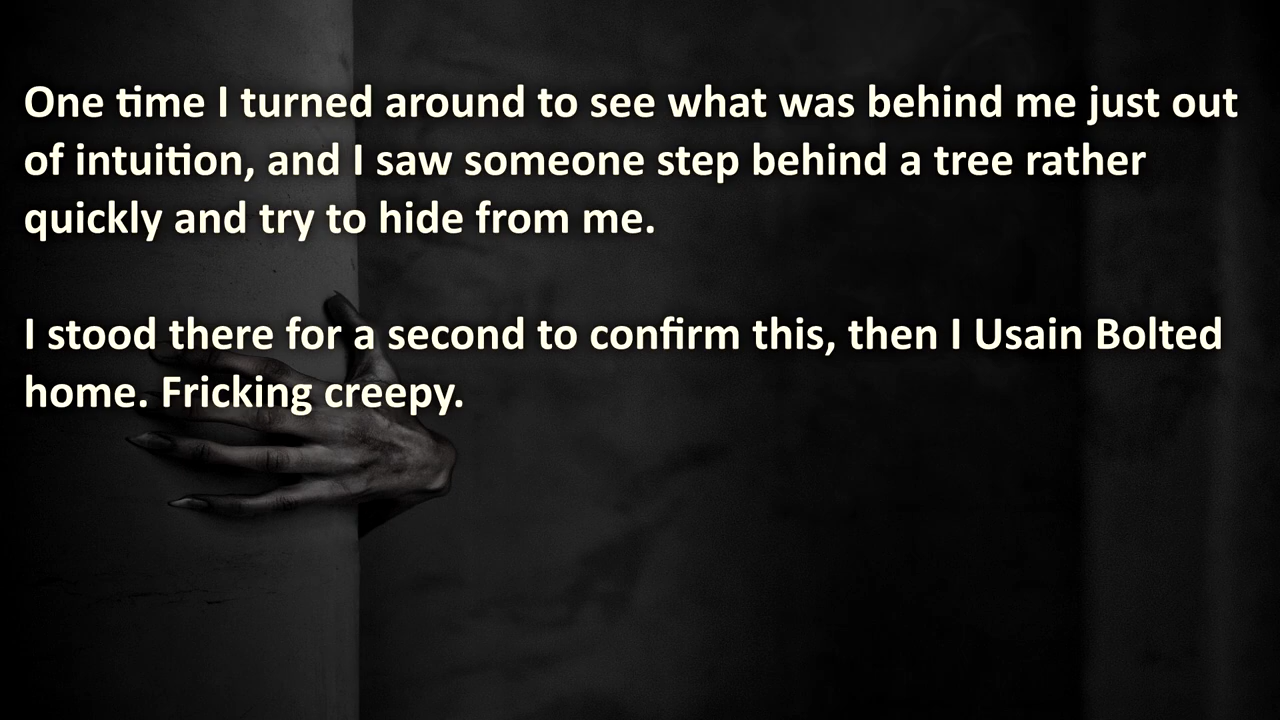 One time I turned around to see what was behind me just out
of intuition, and I saw someone step behind a tree rather
quickly and try to hide from me.
I stood there for a second to confirm this, then I Usain Bolted
home. Fricking creepy.